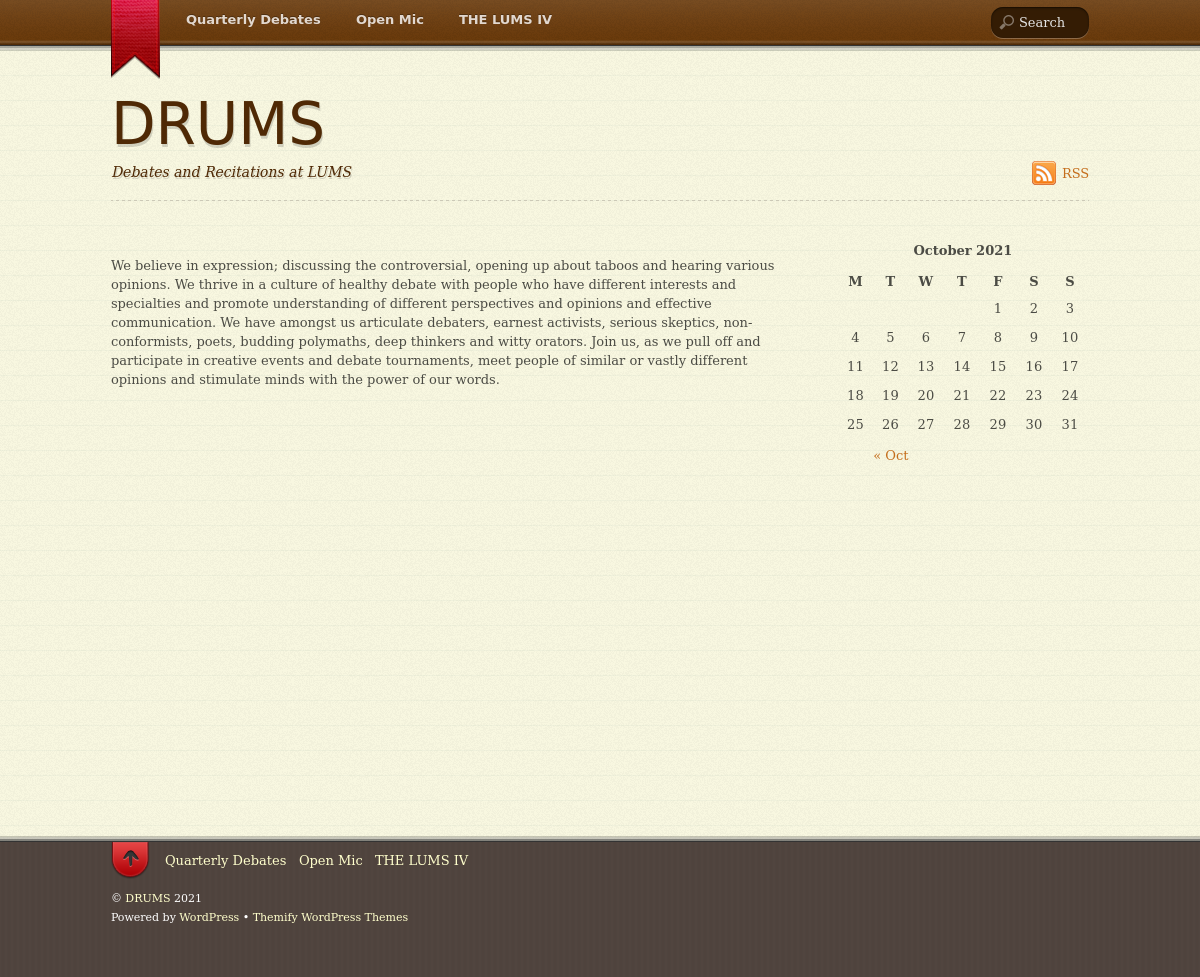 Quarterly Debates Open Mic THE LUMS IV Search
DRUMS
Debates and Recitations at LUMS
RSS
We believe in expression; discussing the controversial, opening up about taboos and hearing various
opinions. We thrive in a culture of healthy debate with people who have different interests and
specialties and promote understanding of different perspectives and opinions and effective
communication. We have amongst us articulate debaters, earnest activists, serious skeptics, non-
conformists, poets, budding polymaths, deep thinkers and witty orators. Join us, as we pull off and
participate in creative events and debate tournaments, meet people of similar or vastly different
opinions and stimulate minds with the power of our words.
October 2021
M T W T F S S
1 2 3
4 5 6 7 8 9 10
11 12 13 14 15 16 17
18 19 20 21 22 23 24
25 26 27 28 29 30 31
« Oct
Quarterly Debates Open Mic THE LUMS IV
© DRUMS 2021
Powered by WordPress • Themify WordPress Themes